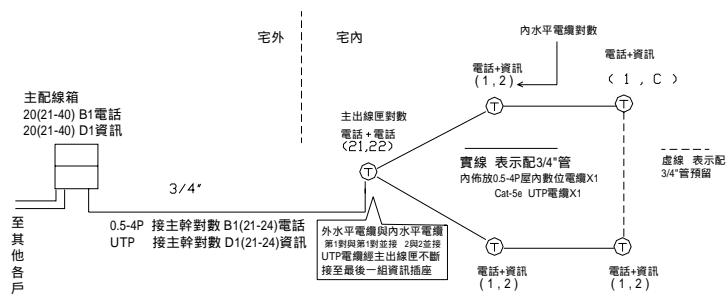 宅外
宅內
內水平電纜對數
電話+資訊
(1,2)
電話+資訊
(1,C)
主配線箱
20(21-40) B1電話
20(21-40) D1資訊
主出線匣對數
電話+電話
(21,22)
T
T
T
實線 表示配3/4"管
內佈放0.5-4P屋內數位電纜X1
Cat-5e UTP電纜X1
虛線 表示配
3/4"管預留
3/4"
0.5-4P 接主幹對數 B1(21-24)電話
UTP 接主幹對數 D1(21-24)資訊
至其他各戶
外水平電纜與內水平電纜
第1對與第1對並接 2與2並接
UTP電纜經主出線匣不斷
接至最後一組資訊插座
T
T
電話+資訊
(1,2)
電話+資訊
(1,2)